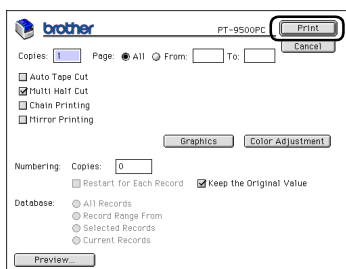 brother PT-9500PC Print
Cancel
Copies: 1 Page: All From: To:
Auto Tape Cut
Multi Half Cut
Chain Printing
Mirror Printing
Graphics Color Adjustment
Numbering: Copies: 0
Restart for Each Record Keep the Original Value
Database: All Records
Record Range From
Selected Records
Current Records
Preview...